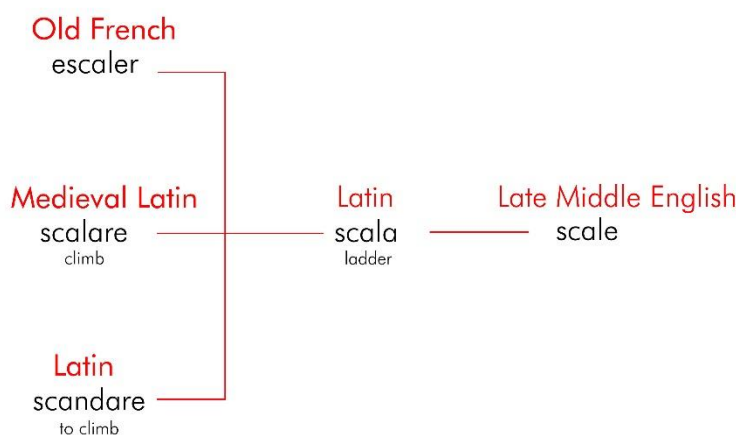 Old French
escaler
Medieval Latin
scalare
climb
Latin
scandare
to climb
Latin
scala
ladder
Late Middle English
scale